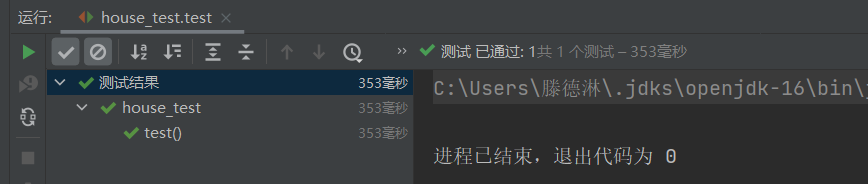 运行: house_test.test
测试 已通过: 1共 1 个测试 – 353毫秒
测试结果 353毫秒
house_test 353毫秒
test() 353毫秒
C:\Users\滕德淋\.jdks\openjdk-16\bin\j
进程已结束，退出代码为 0